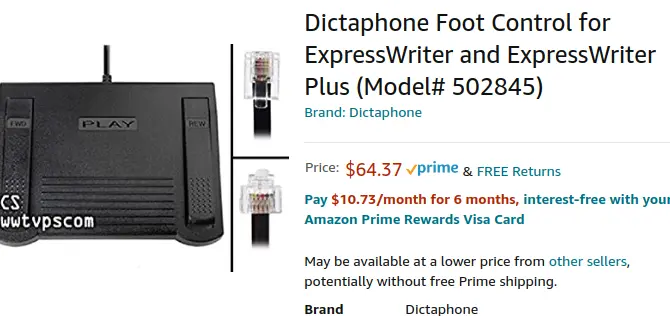 Dictaphone Foot Control for
ExpressWriter and ExpressWriter
Plus (Model# 502845)
Brand: Dictaphone
Price: $64.37 prime & FREE Returns
Pay $10.73/month for 6 months, interest-free with your
Amazon Prime Rewards Visa Card
May be available at a lower price from other sellers,
potentially without free Prime shipping.
Brand Dictaphone
FWD
PLAY
REW
CS
wwtvpscom